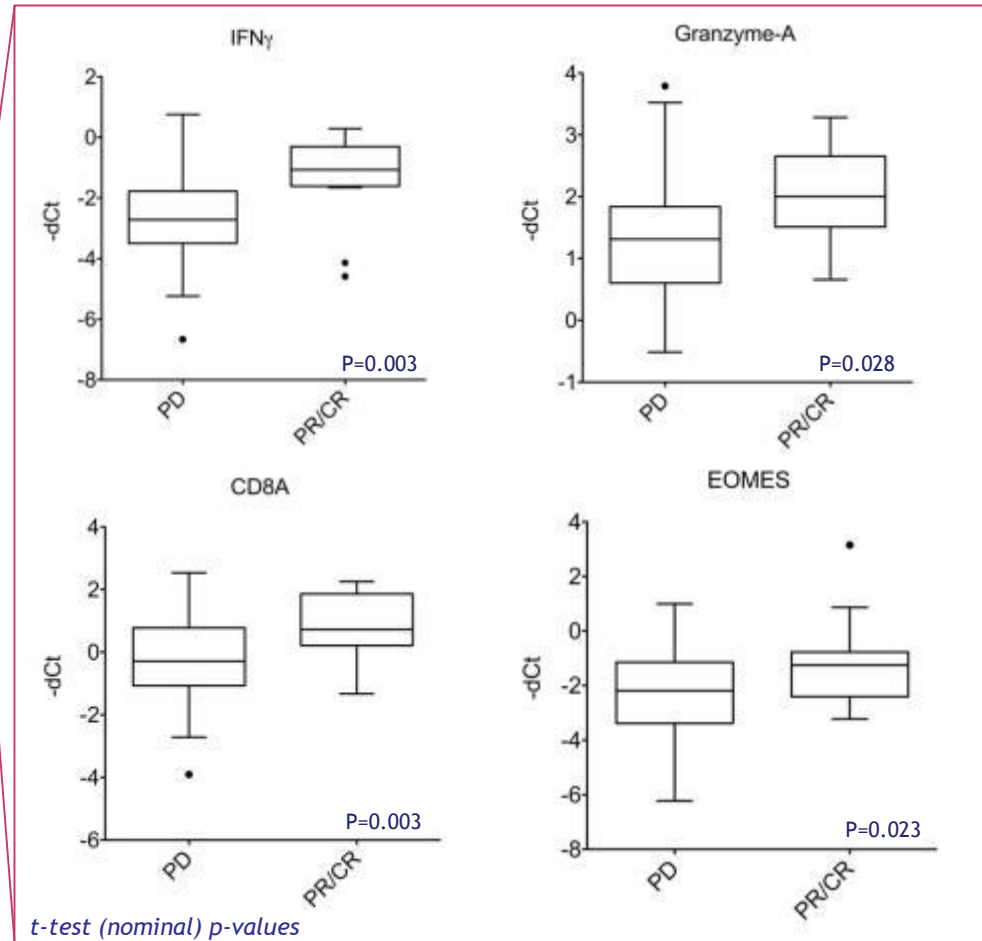 IFNγ
2
0
-2
-4
-6
-8
-dCt
P=0.003
PD
PR/CR
Granzyme-A
4
3
2
1
0
-1
-dCt
P=0.028
PD
PR/CR
CD8A
4
2
0
-2
-4
-6
-dCt
P=0.003
PD
PR/CR
EOMES
4
2
0
-2
-4
-6
-8
-dCt
P=0.023
PD
PR/CR
t-test (nominal) p-values